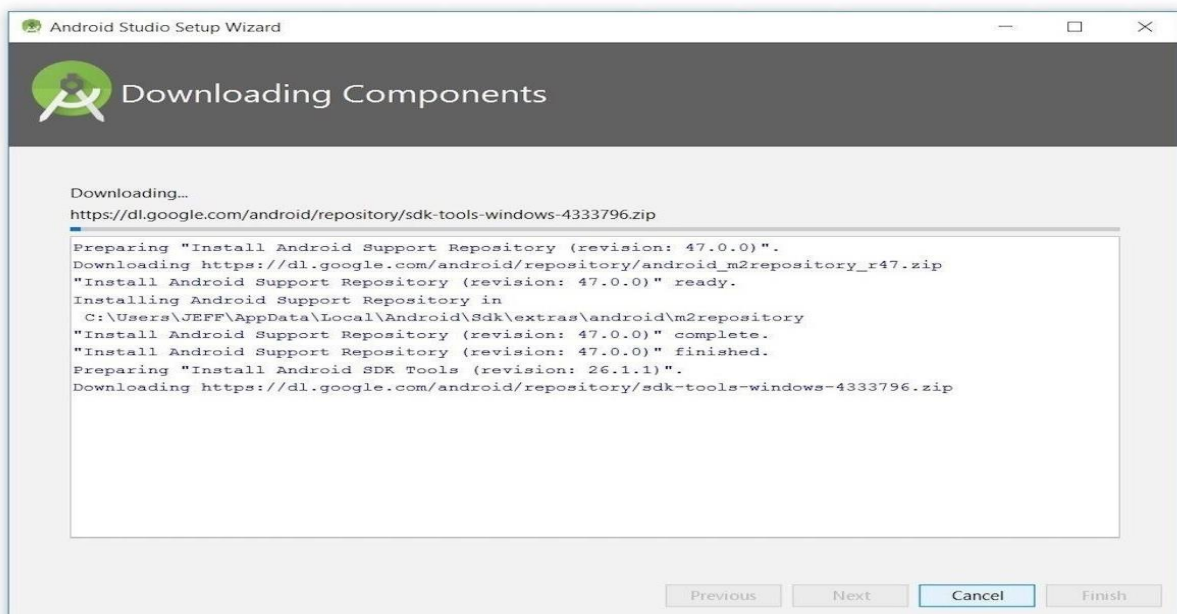 Android Studio Setup Wizard
Downloading Components
Downloading...
https://dl.google.com/android/repository/sdk-tools-windows-4333796.zip
Preparing "Install Android Support Repository (revision: 47.0.0)".
Downloading https://dl.google.com/android/repository/android_m2repository_r47.zip
"Install Android Support Repository (revision: 47.0.0)" ready.
Installing Android Support Repository in
C:\Users\JEFF\AppData\Local\Android\Sdk\extras\android\m2repository
"Install Android Support Repository (revision: 47.0.0)" complete.
"Install Android Support Repository (revision: 47.0.0)" finished.
Preparing "Install Android SDK Tools (revision: 26.1.1)".
Downloading https://dl.google.com/android/repository/sdk-tools-windows-4333796.zip
Previous Next Cancel Finish